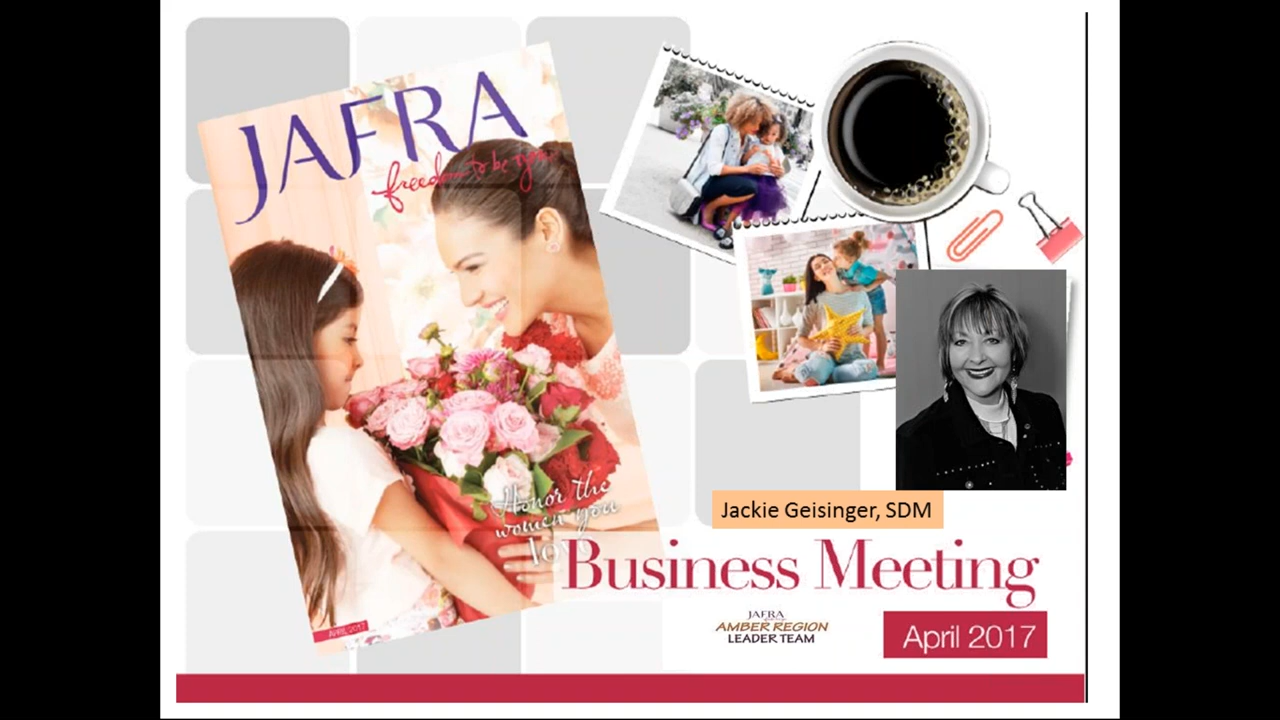 JAFRA
freedom to be you
Honor the
women you
love
APRIL 2017
Jackie Geisinger, SDM
Business Meeting
JAFRA
AMBER REGION
LEADER TEAM
April 2017